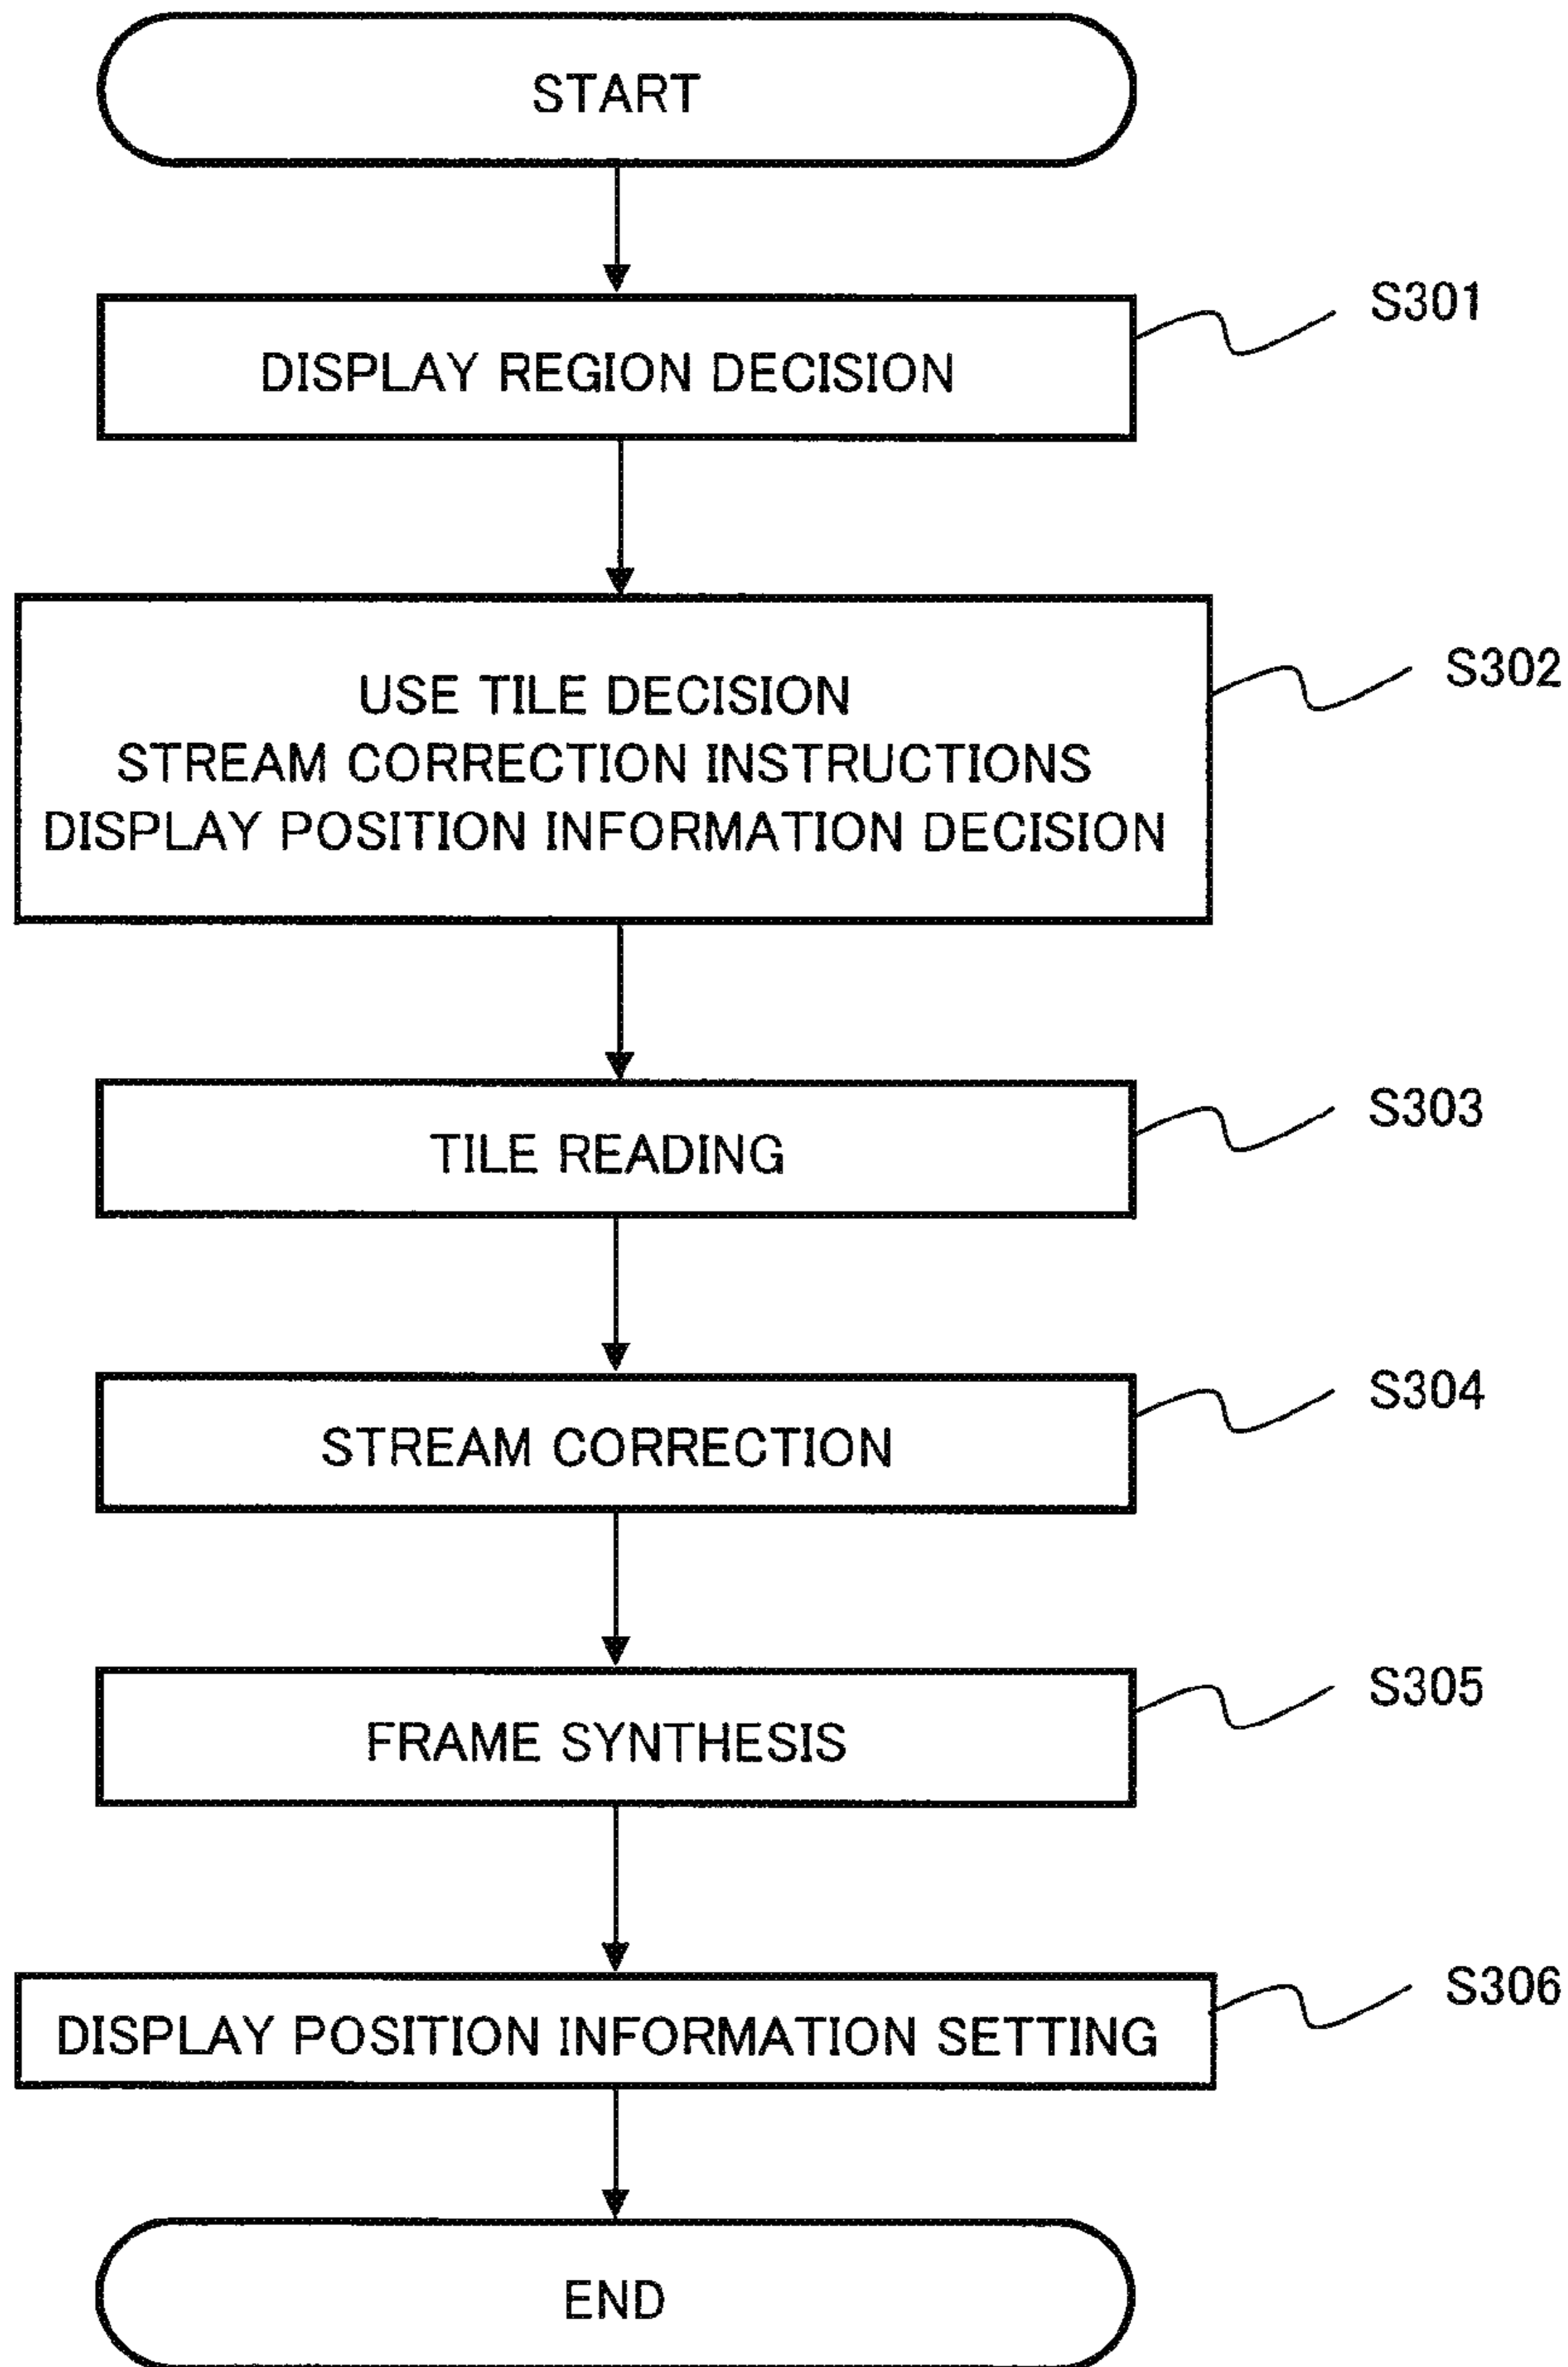 START
S301
DISPLAY REGION DECISION
S302
USE TILE DECISION
STREAM CORRECTION INSTRUCTIONS
DISPLAY POSITION INFORMATION DECISION
S303
TILE READING
S304
STREAM CORRECTION
S305
FRAME SYNTHESIS
S306
DISPLAY POSITION INFORMATION SETTING
END